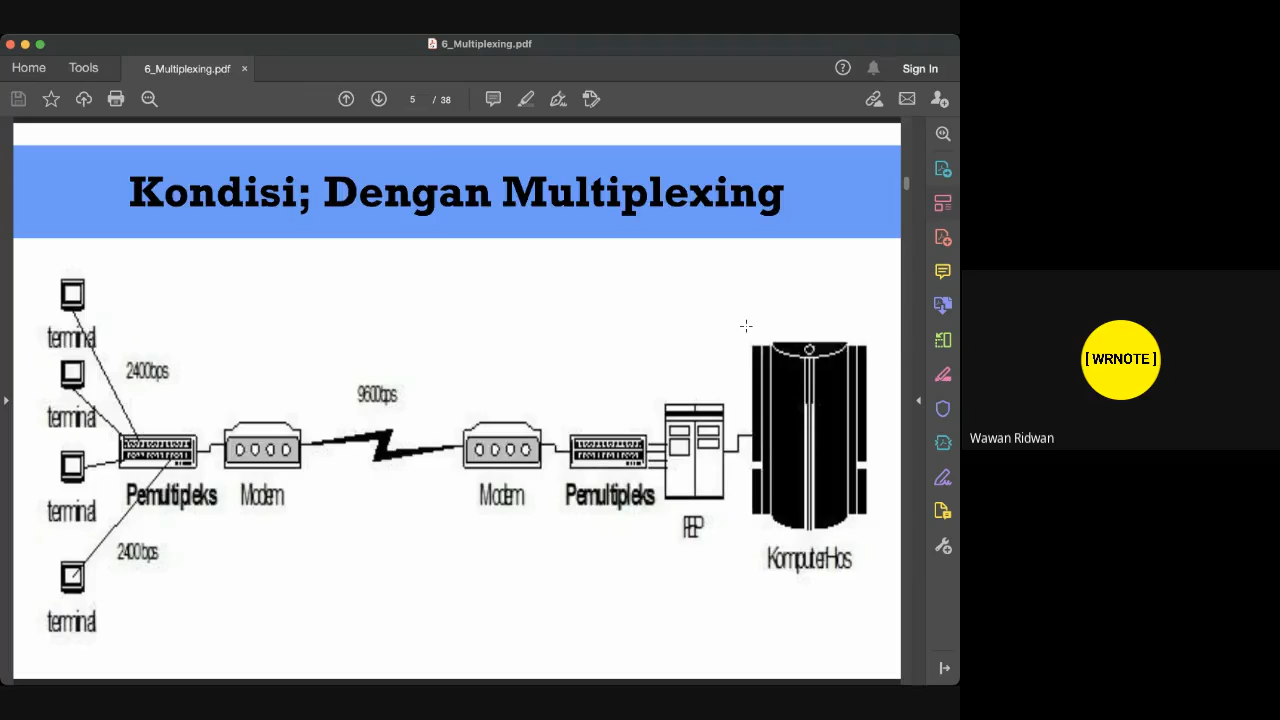 6_Multiplexing.pdf
Home
Tools
6_Multiplexing.pdf ×
Sign In
5 / 38
Kondisi; Dengan Multiplexing
terminal
2400bps
terminal
9600bps
terminal
Pemultipleks
Modem
Modem
Pemultipleks
FEP
2400bps
KomputerHos
terminal
[ WRNOTE ]
Wawan Ridwan